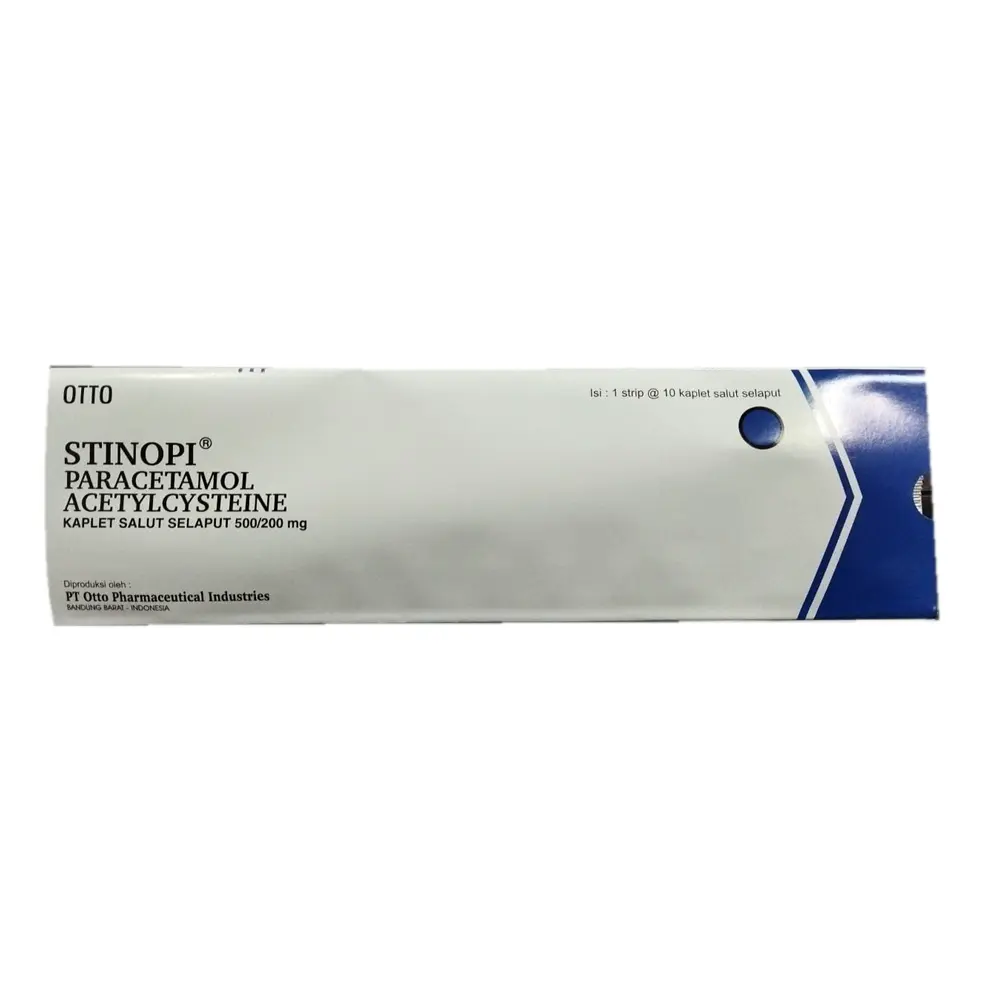 OTTO
Isi : 1 strip @ 10 kaplet salut selaput
STINOPI®
PARACETAMOL
ACETYLCYSTEINE
KAPLET SALUT SELAPUT 500/200 mg
Diproduksi oleh :
PT Otto Pharmaceutical Industries
BANDUNG BARAT - INDONESIA